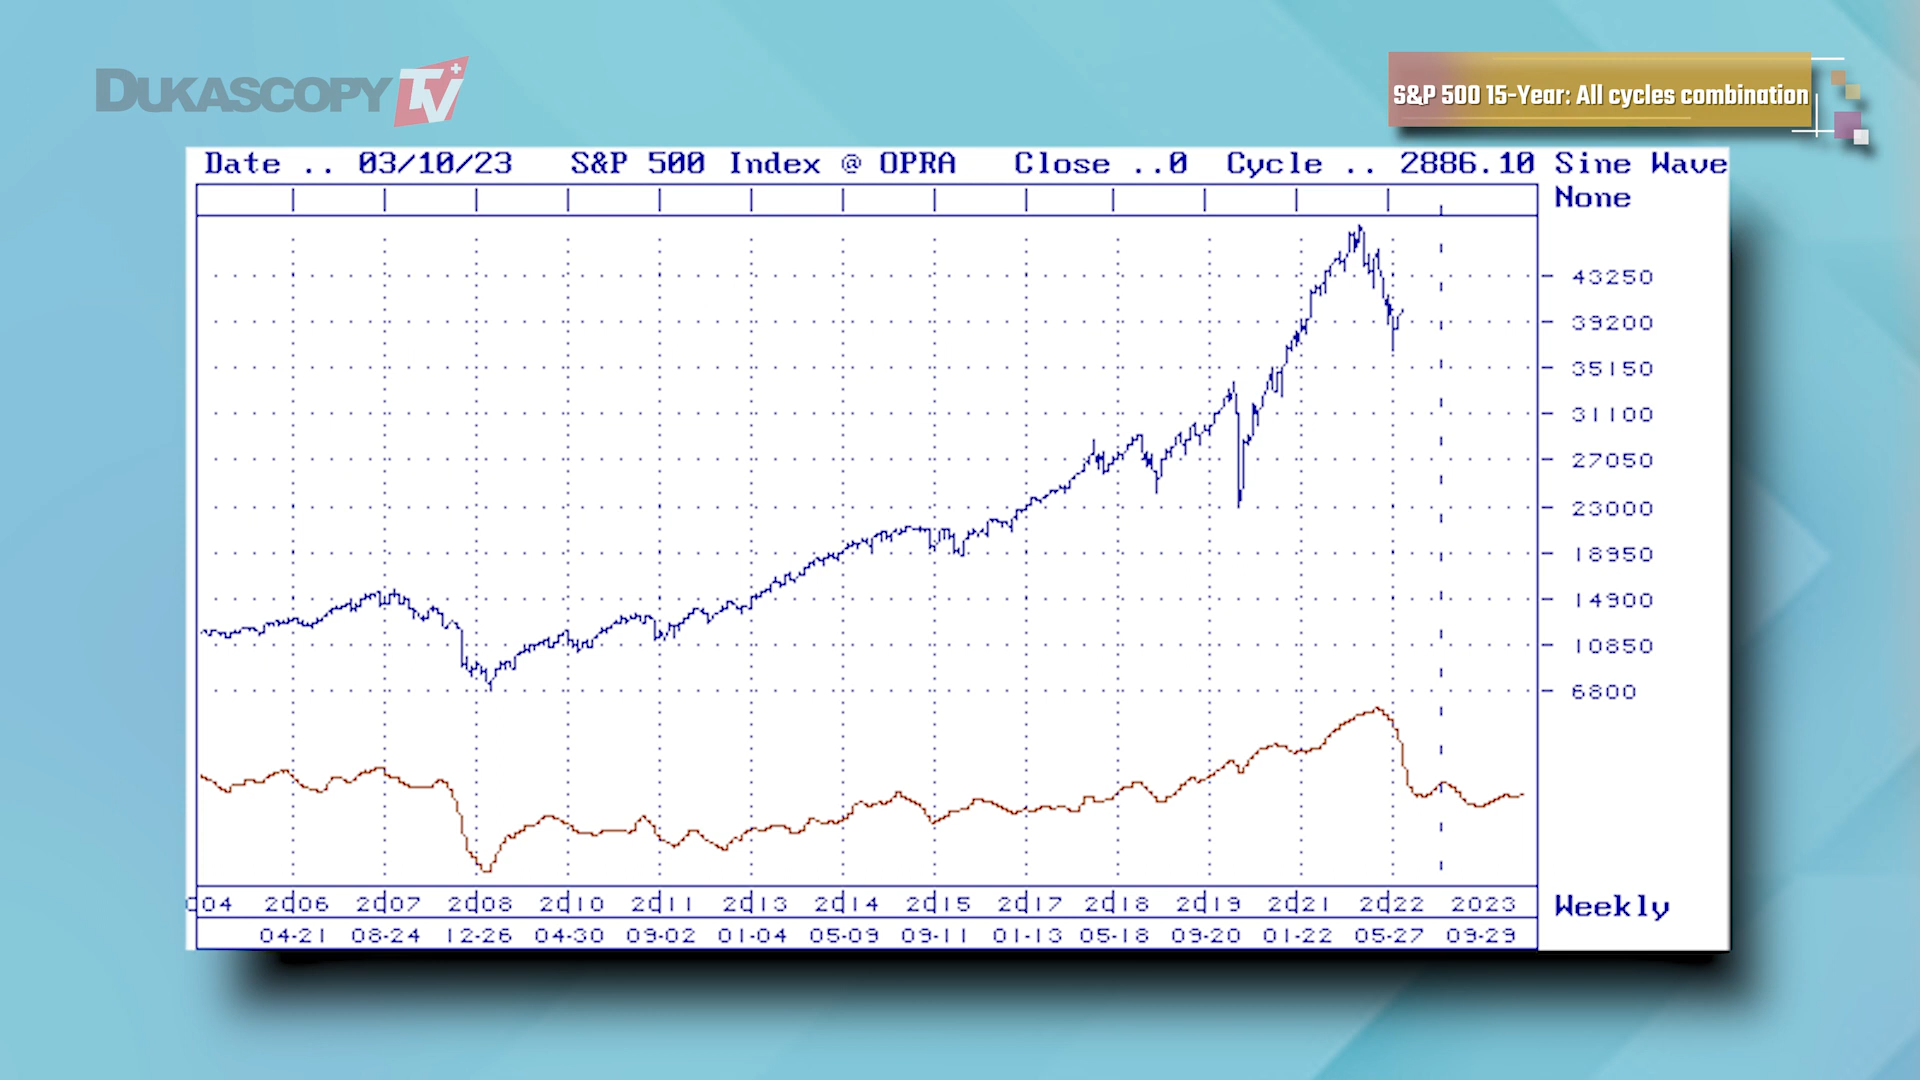 DUKASCOPY TV+
S&P 500 15-Year: All cycles combination
Date .. 03/10/23 S&P 500 Index @ OPRA Close ..0 Cycle .. 2886.10 Sine Wave
None
43250
39200
35150
31100
27050
23000
18950
14900
10850
6800
004 2006 2007 2008 2010 2011 2013 2014 2015 2017 2018 2019 2021 2022 2023
Weekly
04-21 08-24 12-26 04-30 09-02 01-04 05-09 09-11 01-13 05-18 09-20 01-22 05-27 09-29